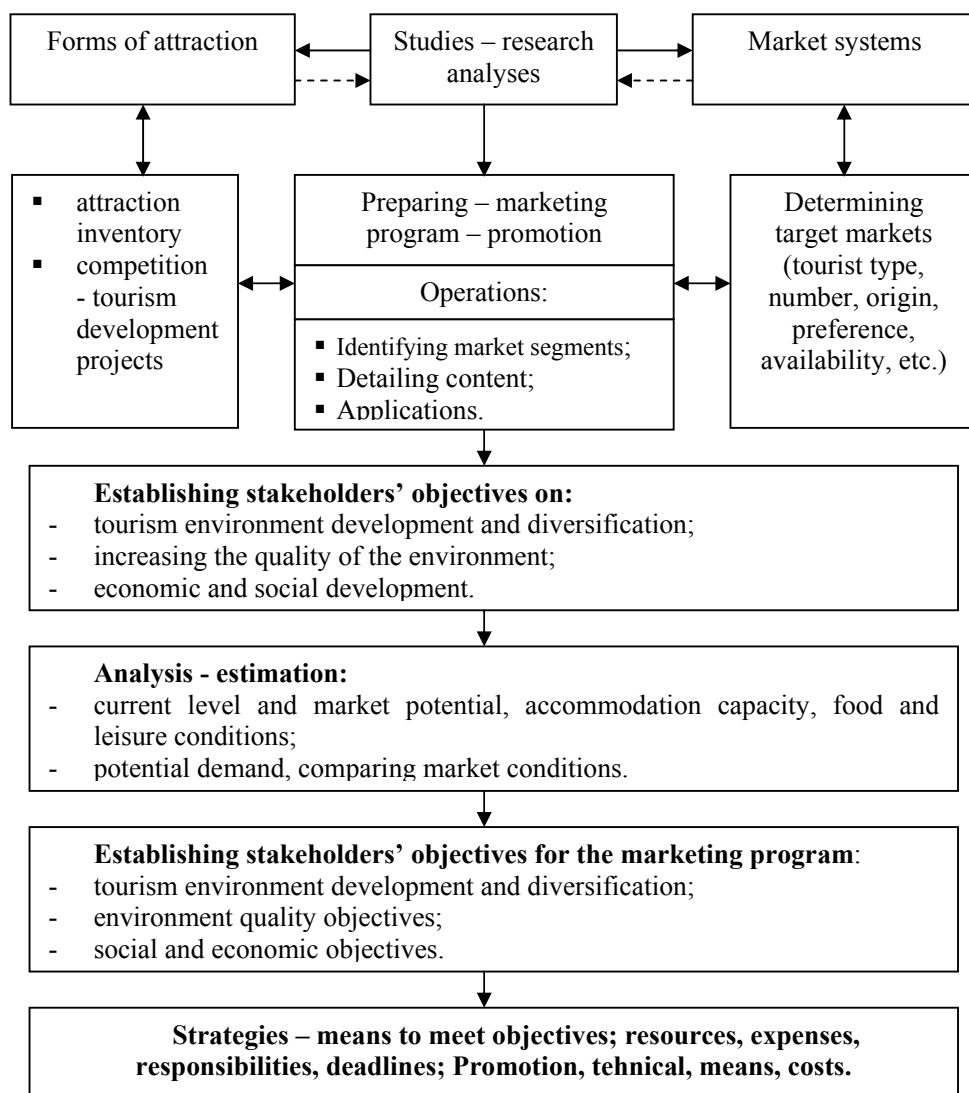 Forms of attraction
Studies – research
analyses
Market systems
▪ attraction
inventory
▪ competition
- tourism
development
projects
Preparing – marketing
program – promotion
Operations:
▪ Identifying market segments;
▪ Detailing content;
▪ Applications.
Determining
target markets
(tourist type,
number, origin,
preference,
availability, etc.)
Establishing stakeholders’ objectives on:
- tourism environment development and diversification;
- increasing the quality of the environment;
- economic and social development.
Analysis - estimation:
- current level and market potential, accommodation capacity, food and
leisure conditions;
- potential demand, comparing market conditions.
Establishing stakeholders’ objectives for the marketing program:
- tourism environment development and diversification;
- environment quality objectives;
- social and economic objectives.
Strategies – means to meet objectives; resources, expenses,
responsibilities, deadlines; Promotion, tehnical, means, costs.